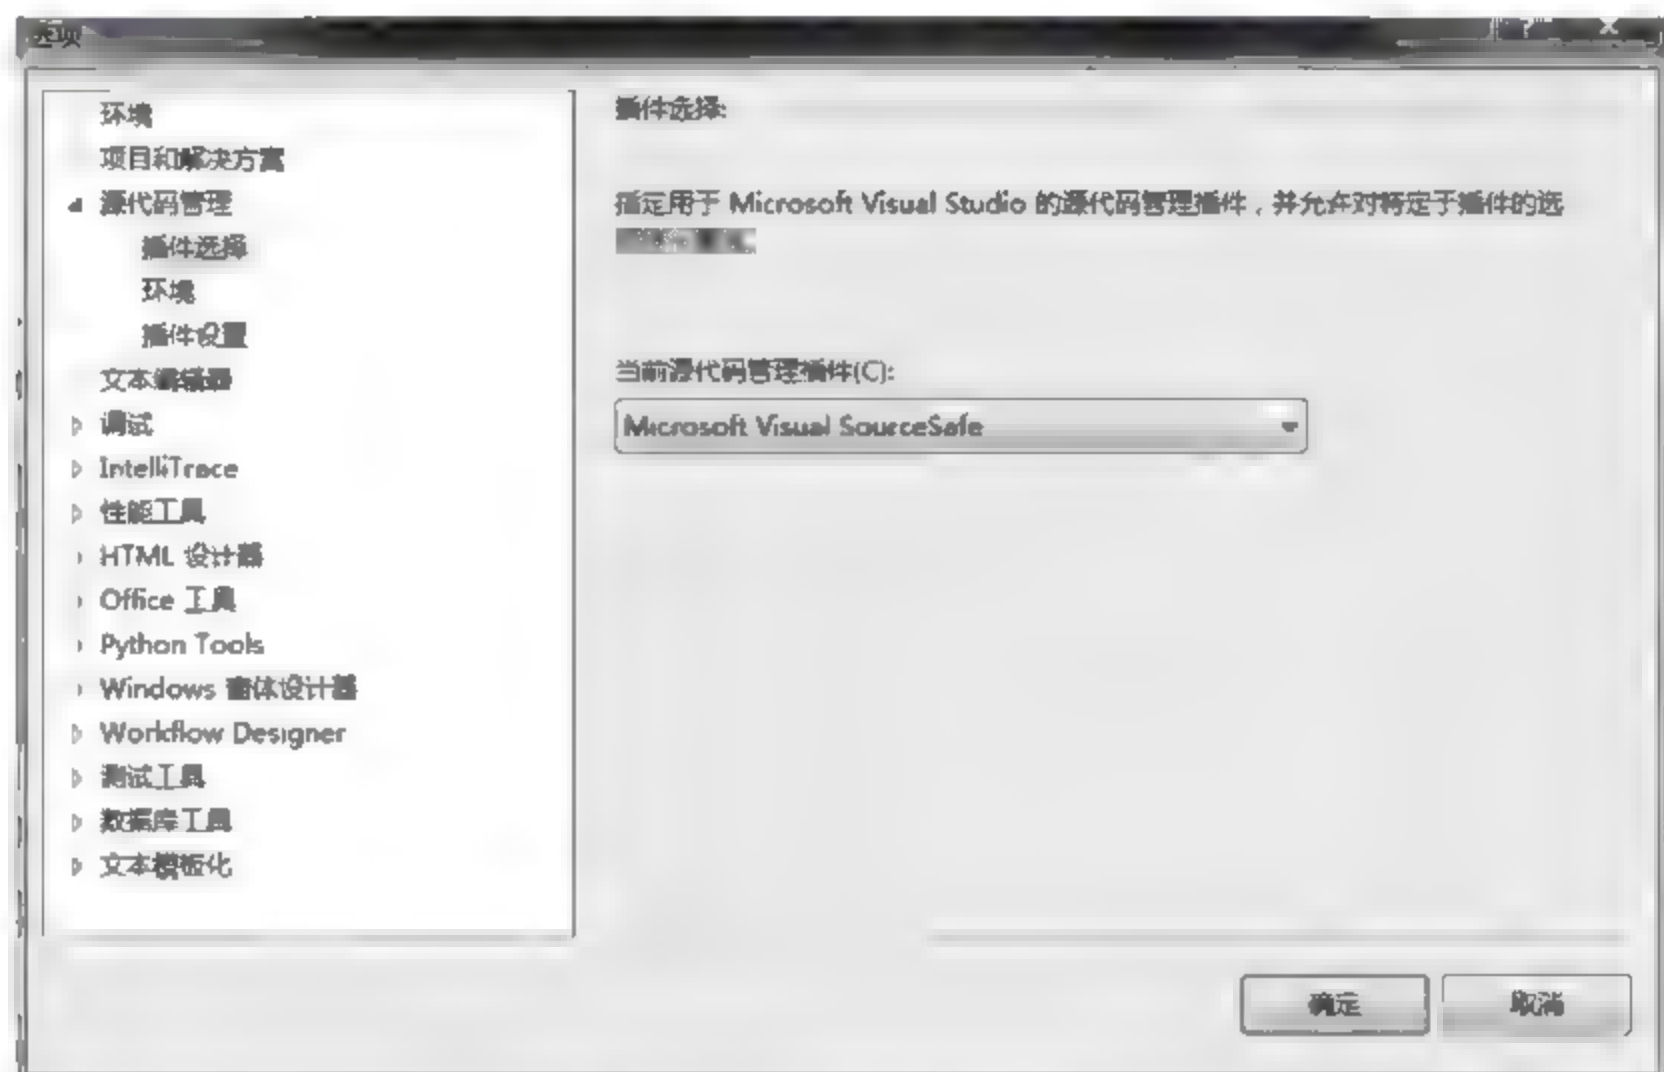 选项
环境
项目和解决方案
源代码管理
插件选择
环境
插件设置
文本编辑器
调试
IntelliTrace
性能工具
HTML 设计器
Office 工具
Python Tools
Windows 窗体设计器
Workflow Designer
测试工具
数据库工具
文本模板化
插件选择:
指定用于 Microsoft Visual Studio 的源代码管理插件，并允许对特定于插件的选
当前源代码管理插件(C):
Microsoft Visual SourceSafe
确定
取消